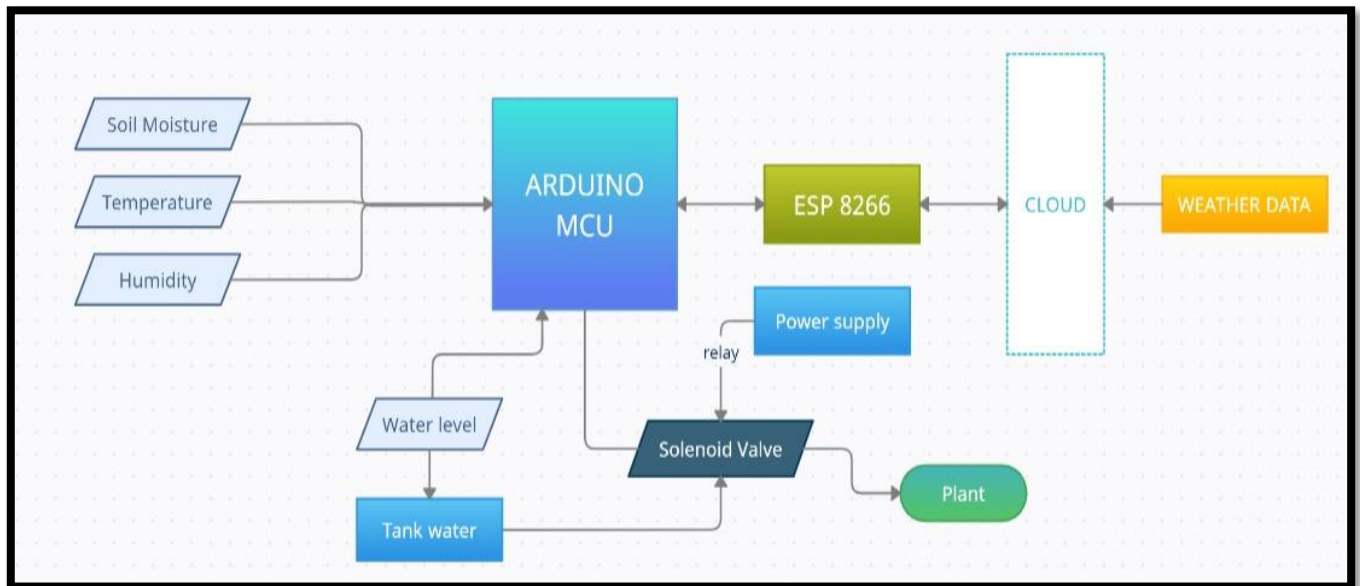 Soil Moisture
Temperature
Humidity
ARDUINO
MCU
ESP 8266
CLOUD
WEATHER DATA
Power supply
relay
Water level
Solenoid Valve
Tank water
Plant